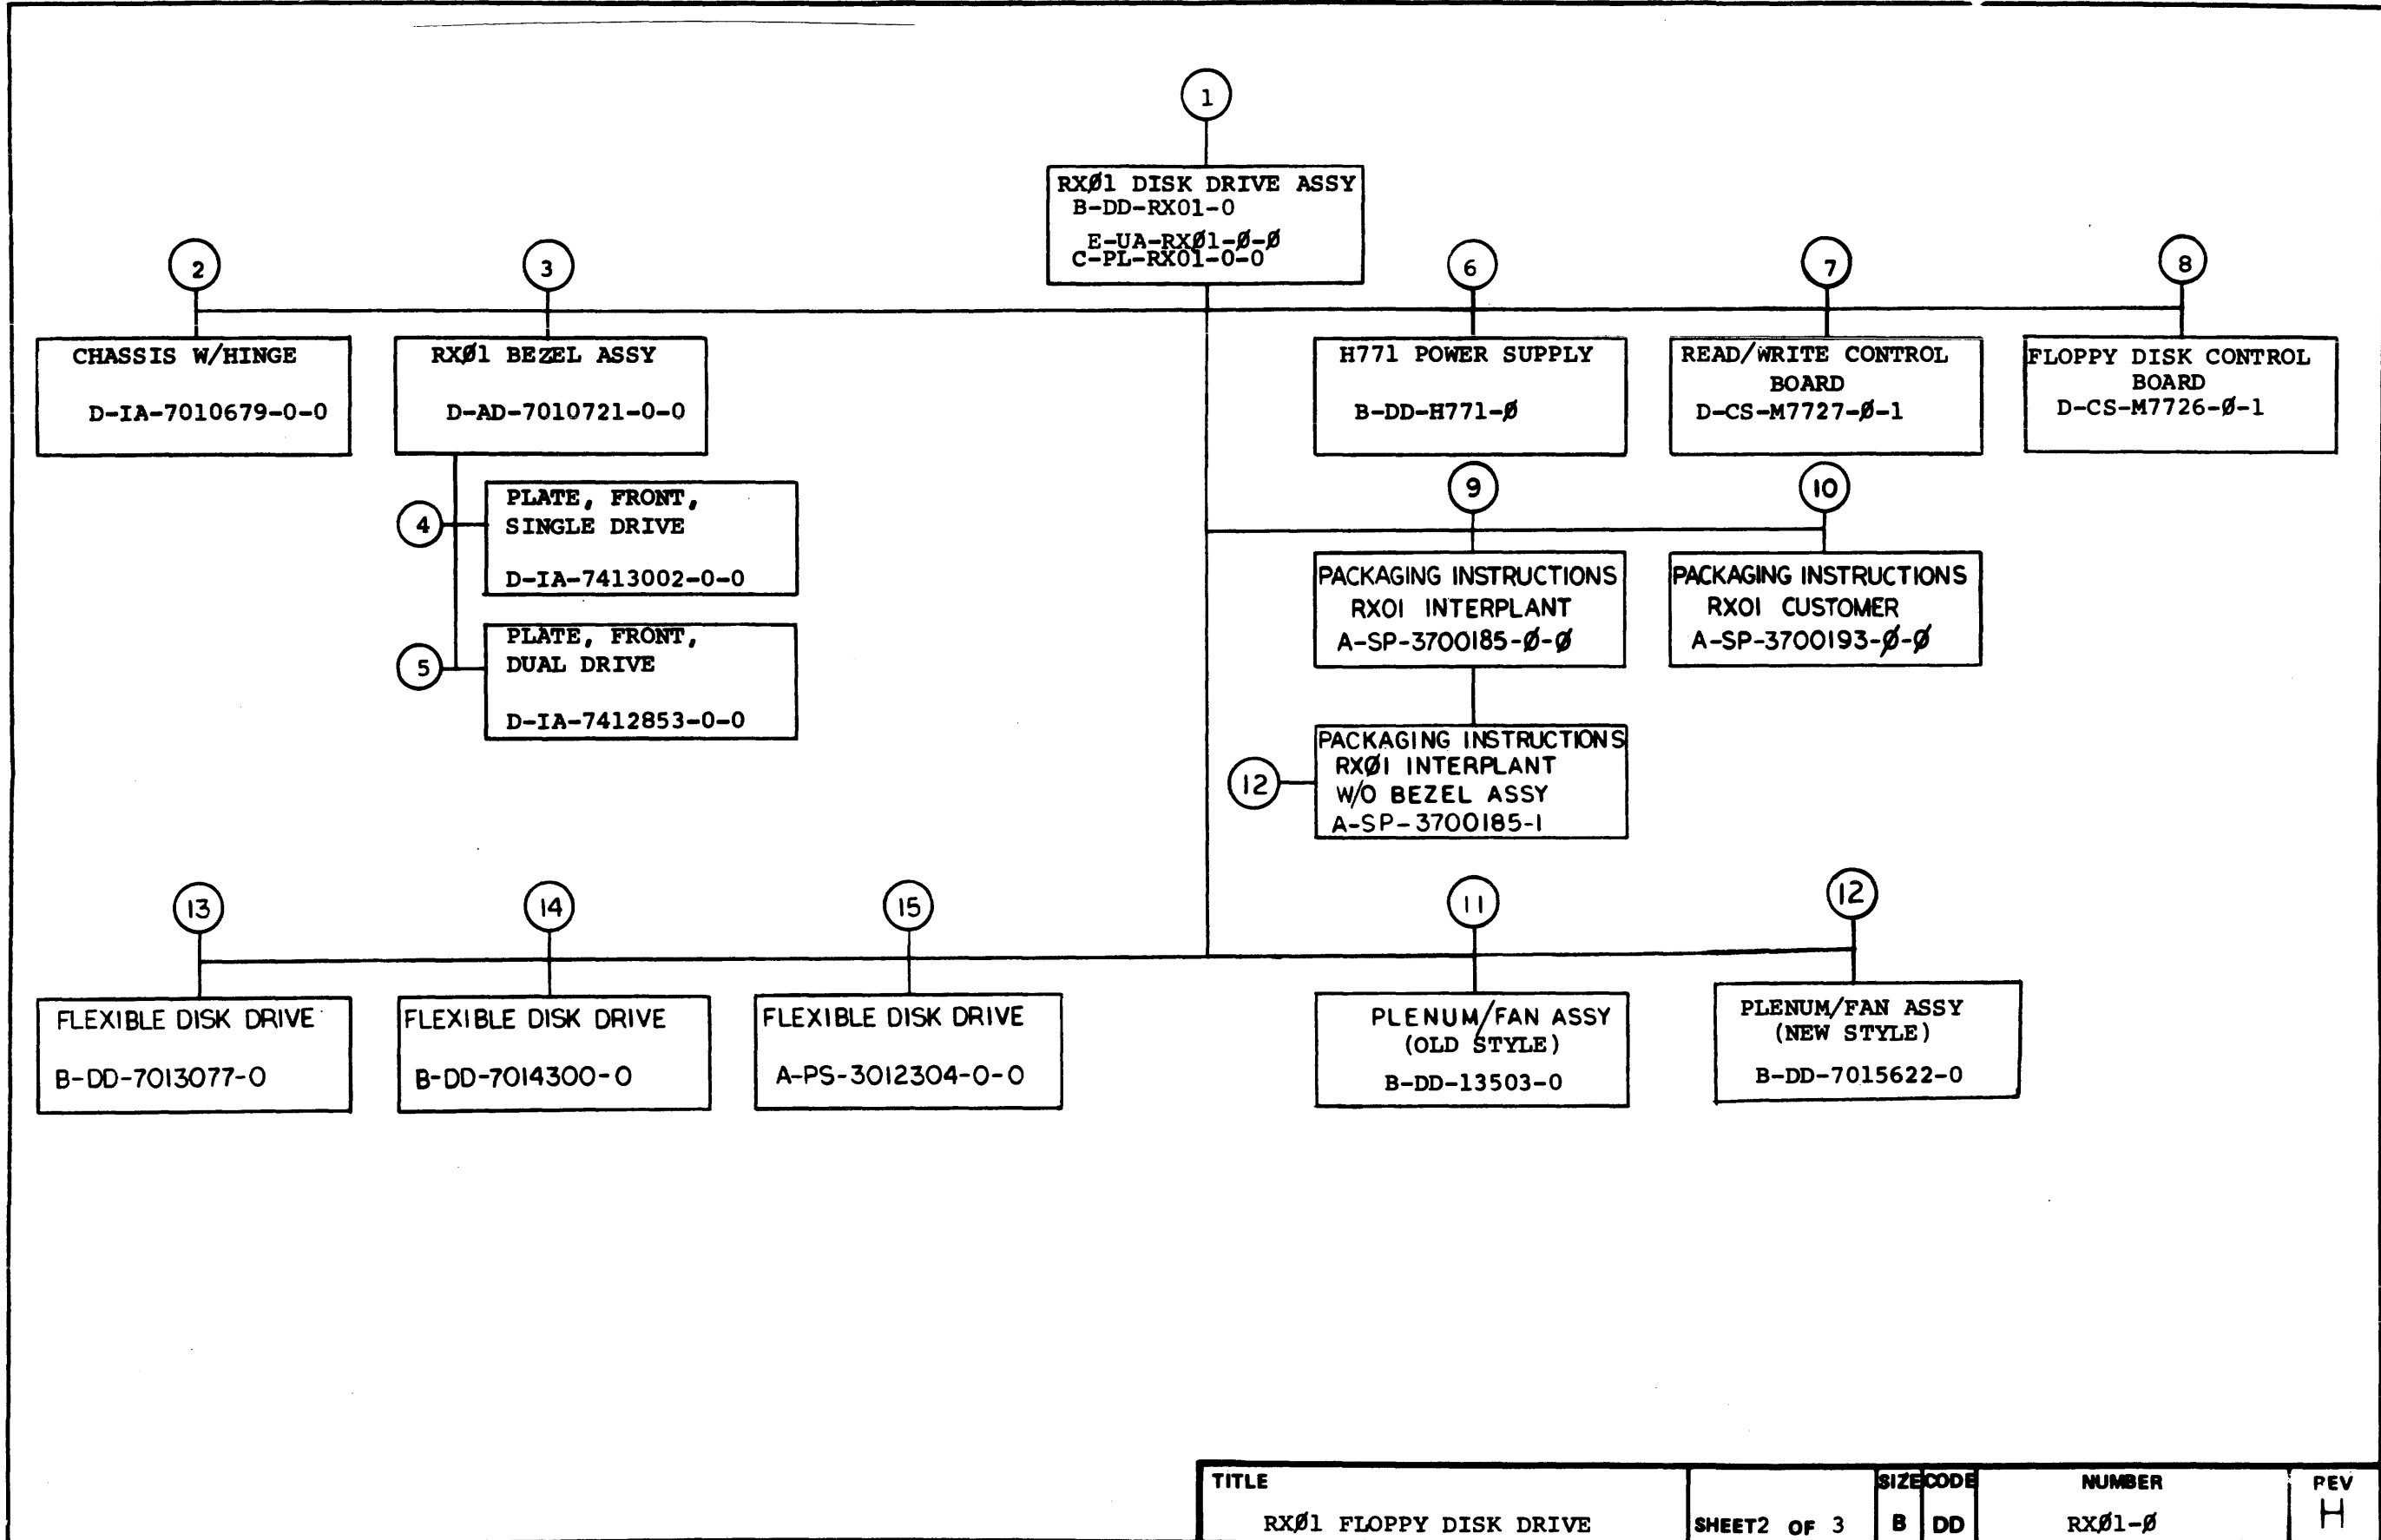 1
RXØ1 DISK DRIVE ASSY
B-DD-RX01-0
E-UA-RXØ1-Ø-Ø
C-PL-RX01-0-0
2
CHASSIS W/HINGE
D-IA-7010679-0-0
3
RXØ1 BEZEL ASSY
D-AD-7010721-0-0
4
PLATE, FRONT,
SINGLE DRIVE
D-IA-7413002-0-0
5
PLATE, FRONT,
DUAL DRIVE
D-IA-7412853-0-0
6
H771 POWER SUPPLY
B-DD-H771-Ø
7
READ/WRITE CONTROL
BOARD
D-CS-M7727-Ø-1
8
FLOPPY DISK CONTROL
BOARD
D-CS-M7726-Ø-1
9
PACKAGING INSTRUCTIONS
RX01 INTERPLANT
A-SP-3700185-Ø-Ø
10
PACKAGING INSTRUCTIONS
RX01 CUSTOMER
A-SP-3700193-Ø-Ø
12
PACKAGING INSTRUCTIONS
RXØ1 INTERPLANT
W/O BEZEL ASSY
A-SP-3700185-1
13
FLEXIBLE DISK DRIVE
B-DD-7013077-0
14
FLEXIBLE DISK DRIVE
B-DD-7014300-0
15
FLEXIBLE DISK DRIVE
A-PS-3012304-0-0
11
PLENUM/FAN ASSY
(OLD STYLE)
B-DD-13503-0
12
PLENUM/FAN ASSY
(NEW STYLE)
B-DD-7015622-0
TITLE
RXØ1 FLOPPY DISK DRIVE
SHEET2 OF 3
SIZE
B
CODE
DD
NUMBER
RXØ1-Ø
REV
H